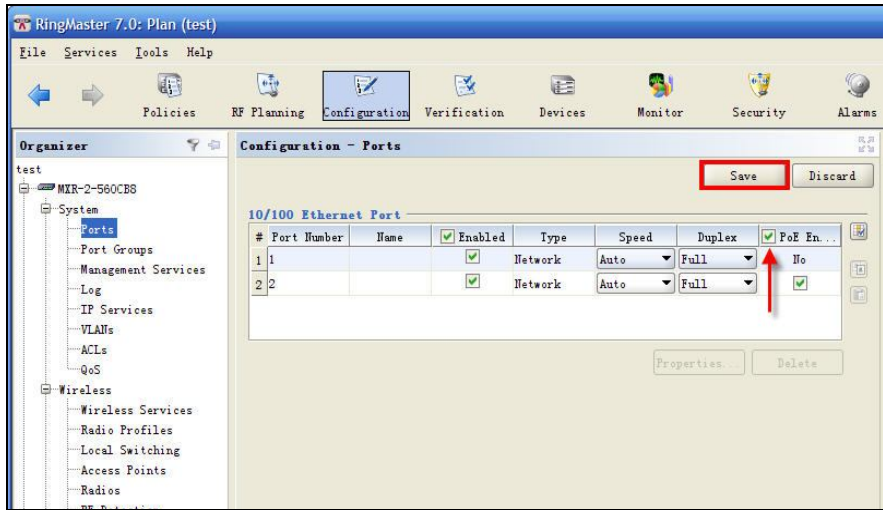 RingMaster 7.0: Plan (test)
File Services Tools Help
Policies RF Planning Configuration Verification Devices Monitor Security Alarms
Organizer
test
MXR-2-560CB8
System
Ports
Port Groups
Management Services
Log
IP Services
VLANs
ACLs
QoS
Wireless
Wireless Services
Radio Profiles
Local Switching
Access Points
Radios
Configuration - Ports
Save Discard
10/100 Ethernet Port
# Port Number Name Enabled Type Speed Duplex PoE En...
1 1 Network Auto Full No
2 2 Network Auto Full
Properties... Delete